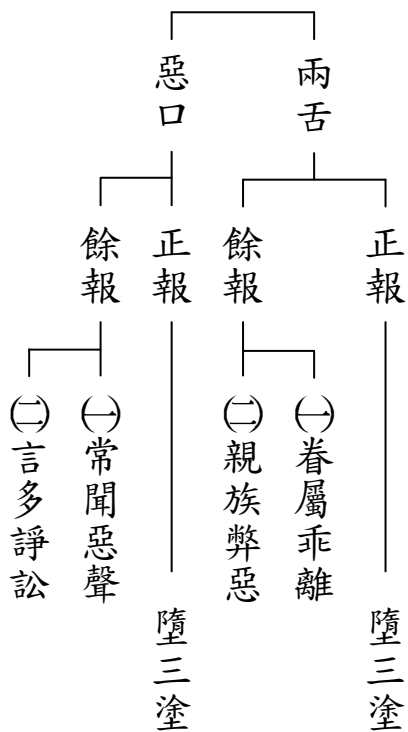 兩舌
正報
墮三塗
餘報
㈠眷屬乖離
㈡親族弊惡
惡口
正報
墮三塗
餘報
㈠常聞惡聲
㈡言多諍訟